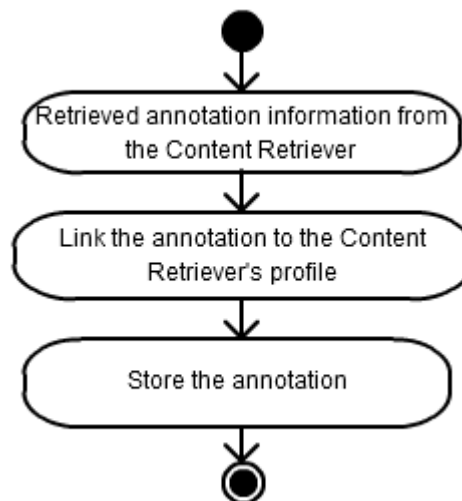 Retrieved annotation information from
the Content Retriever
Link the annotation to the Content
Retriever's profile
Store the annotation